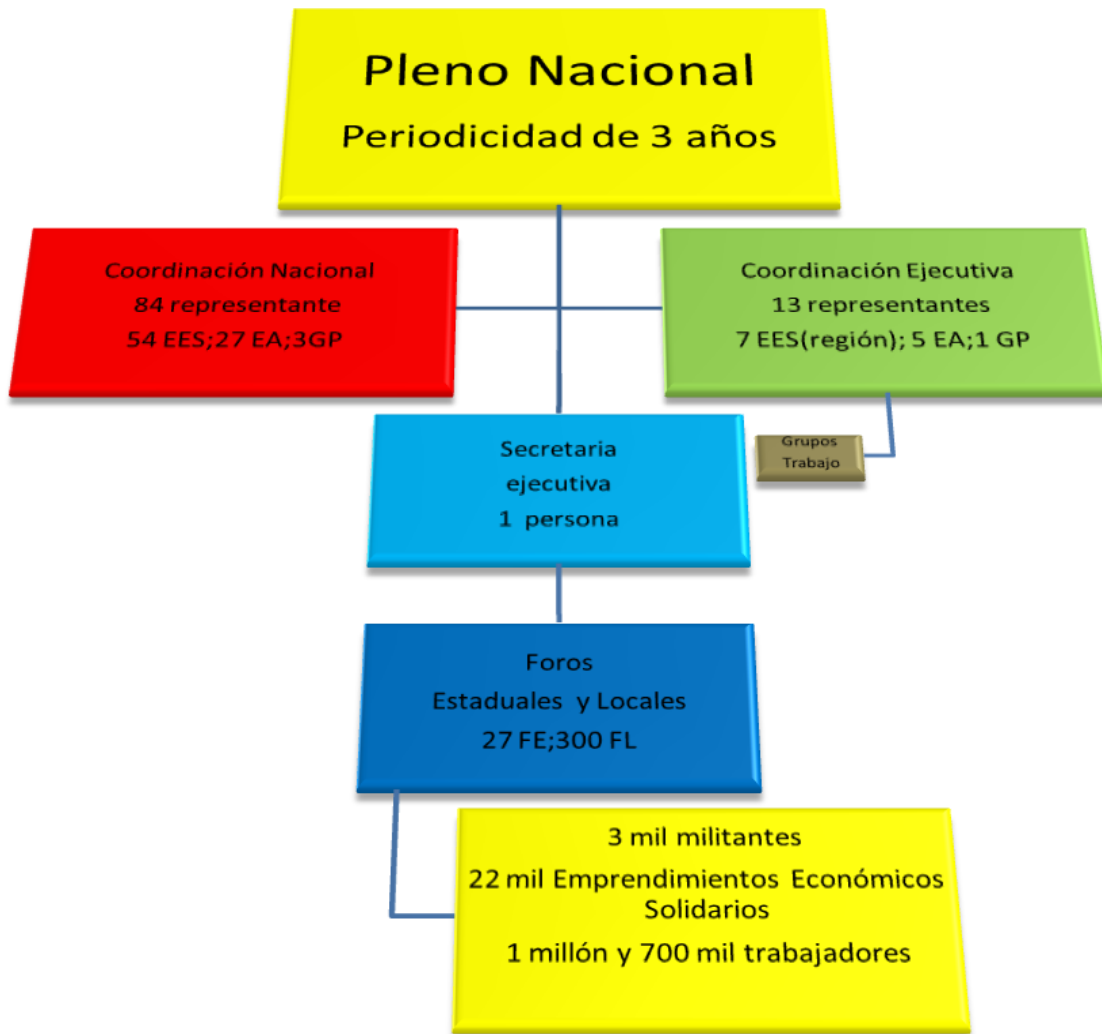 Pleno Nacional
Periodicidad de 3 años
Coordinación Nacional
84 representante
54 EES;27 EA;3GP
Coordinación Ejecutiva
13 representantes
7 EES(región); 5 EA;1 GP
Grupos
Trabajo
Secretaria
ejecutiva
1 persona
Foros
Estaduales y Locales
27 FE;300 FL
3 mil militantes
22 mil Emprendimientos Económicos
Solidarios
1 millón y 700 mil trabajadores